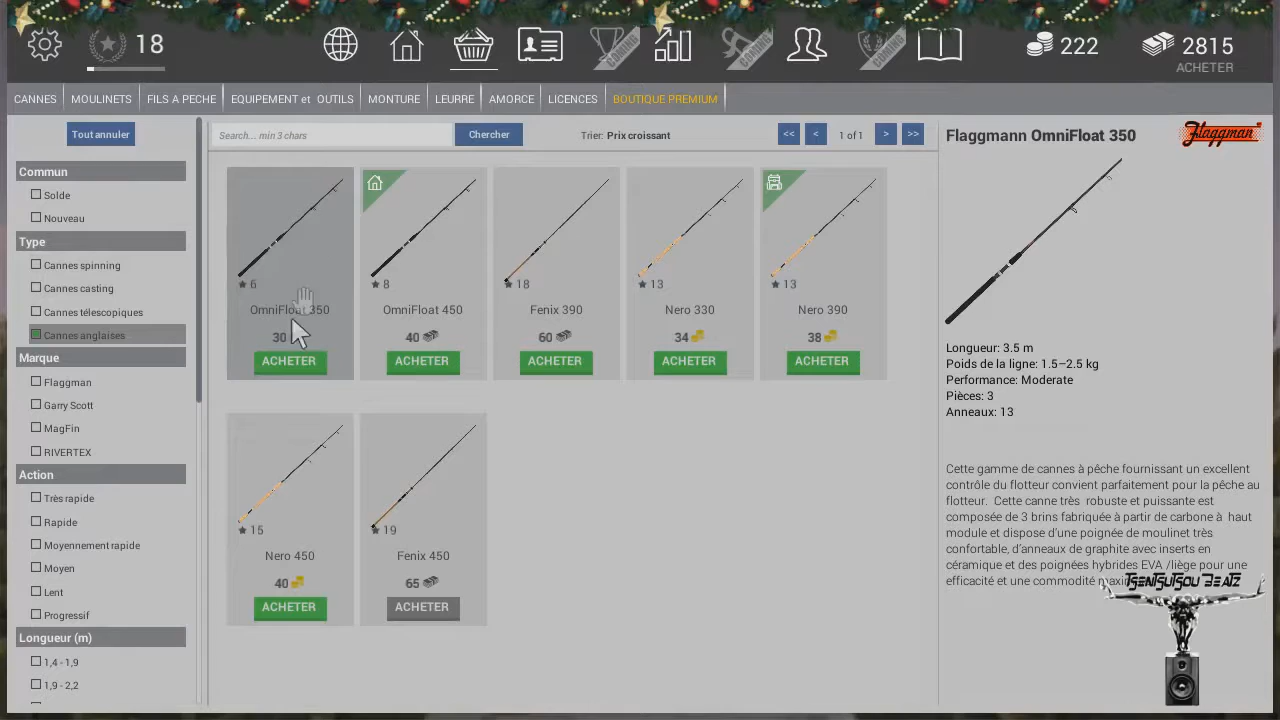 18
COMING
COMING
COMING
222
2815
ACHETER
CANNES
MOULINETS
FILS A PECHE
EQUIPEMENT et OUTILS
MONTURE
LEURRE
AMORCE
LICENCES
BOUTIQUE PREMIUM
Tout annuler
Search... min 3 chars
Chercher
Trier: Prix croissant
<<
<
1 of 1
>
>>
Commun
Solde
Nouveau
Type
Cannes spinning
Cannes casting
Cannes télescopiques
Cannes anglaises
Marque
Flaggman
Garry Scott
MagFin
RIVERTEX
Action
Très rapide
Rapide
Moyennement rapide
Moyen
Lent
Progressif
Longueur (m)
1,4 - 1,9
1,9 - 2,2
6
OmniFloat 350
30
ACHETER
8
OmniFloat 450
40
ACHETER
18
Fenix 390
60
ACHETER
13
Nero 330
34
ACHETER
13
Nero 390
38
ACHETER
15
Nero 450
40
ACHETER
19
Fenix 450
65
ACHETER
Flaggmann OmniFloat 350
Flaggman
Longueur: 3.5 m
Poids de la ligne: 1.5–2.5 kg
Performance: Moderate
Pièces: 3
Anneaux: 13
Cette gamme de cannes à pêche fournissant un excellent
contrôle du flotteur convient parfaitement pour la pêche au
flotteur. Cette canne très robuste et puissante est
composée de 3 brins fabriquée à partir de carbone à haut
module et dispose d'une poignée de moulinet très
confortable, d'anneaux de graphite avec inserts en
céramique et des poignées hybrides EVA /liège pour une
efficacité et une commodité
TSENTSUTSOU BEATZ